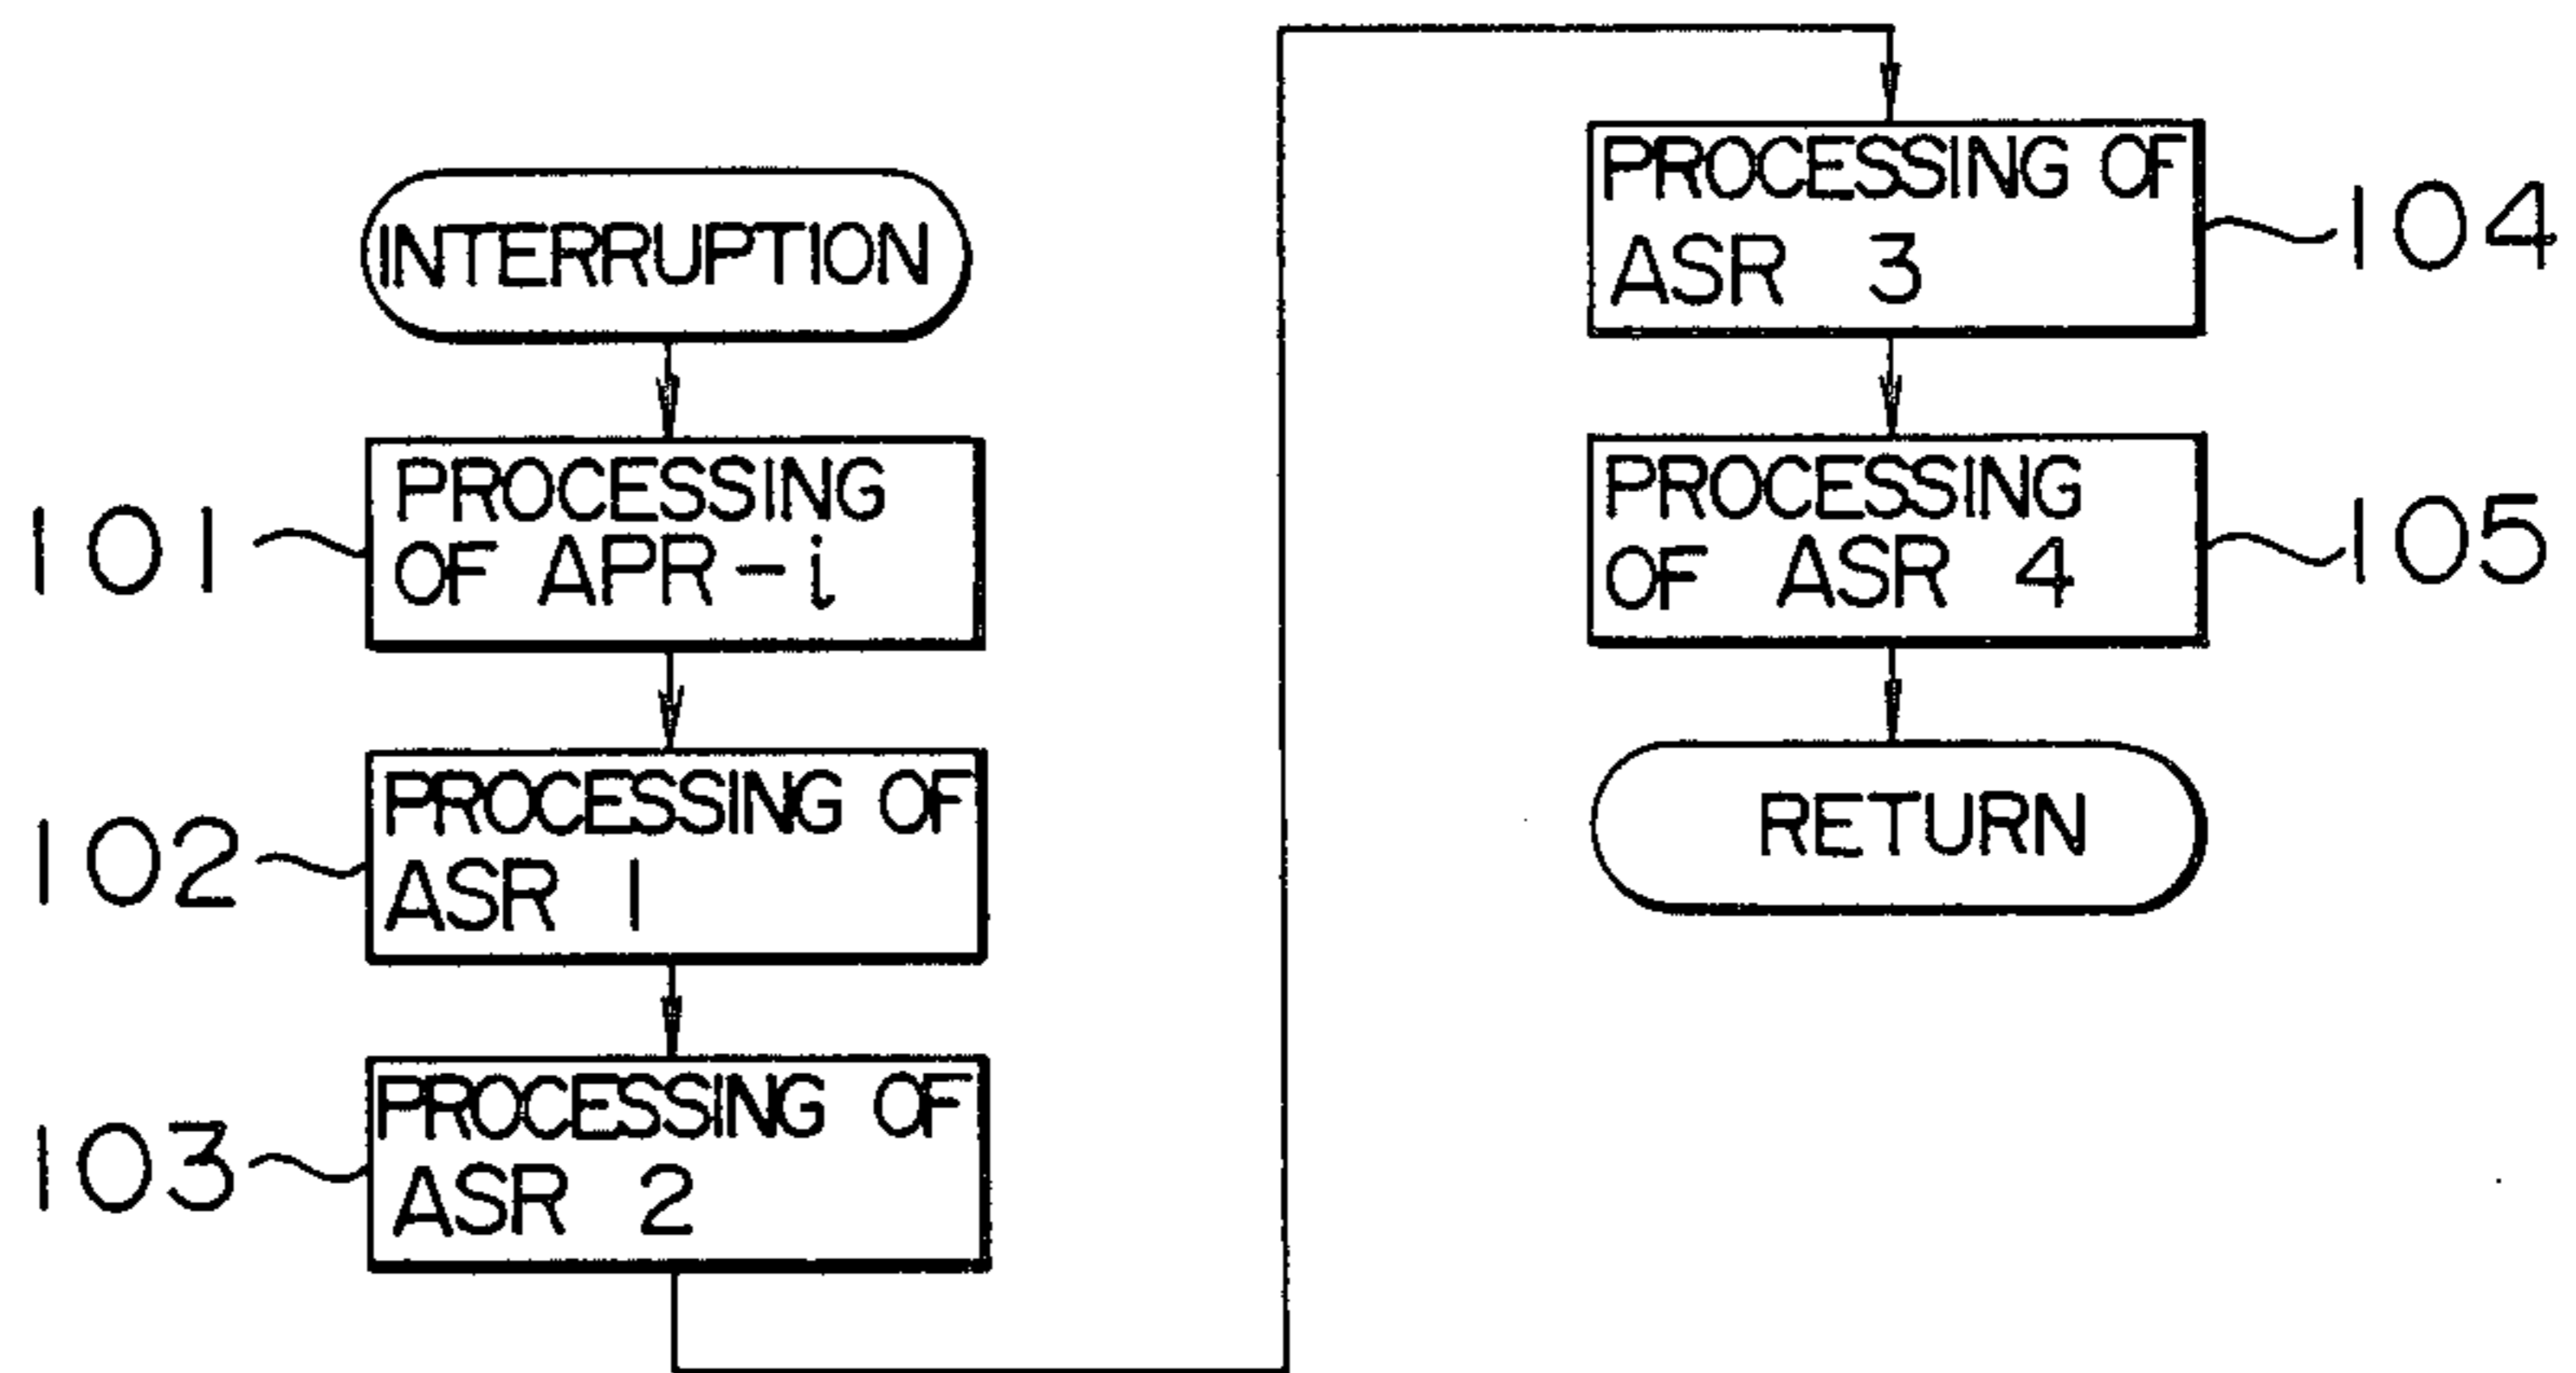 INTERRUPTION
101
PROCESSING
OF APR-i
102
PROCESSING OF
ASR 1
103
PROCESSING OF
ASR 2
PROCESSING OF
ASR 3
104
PROCESSING
OF ASR 4
105
RETURN